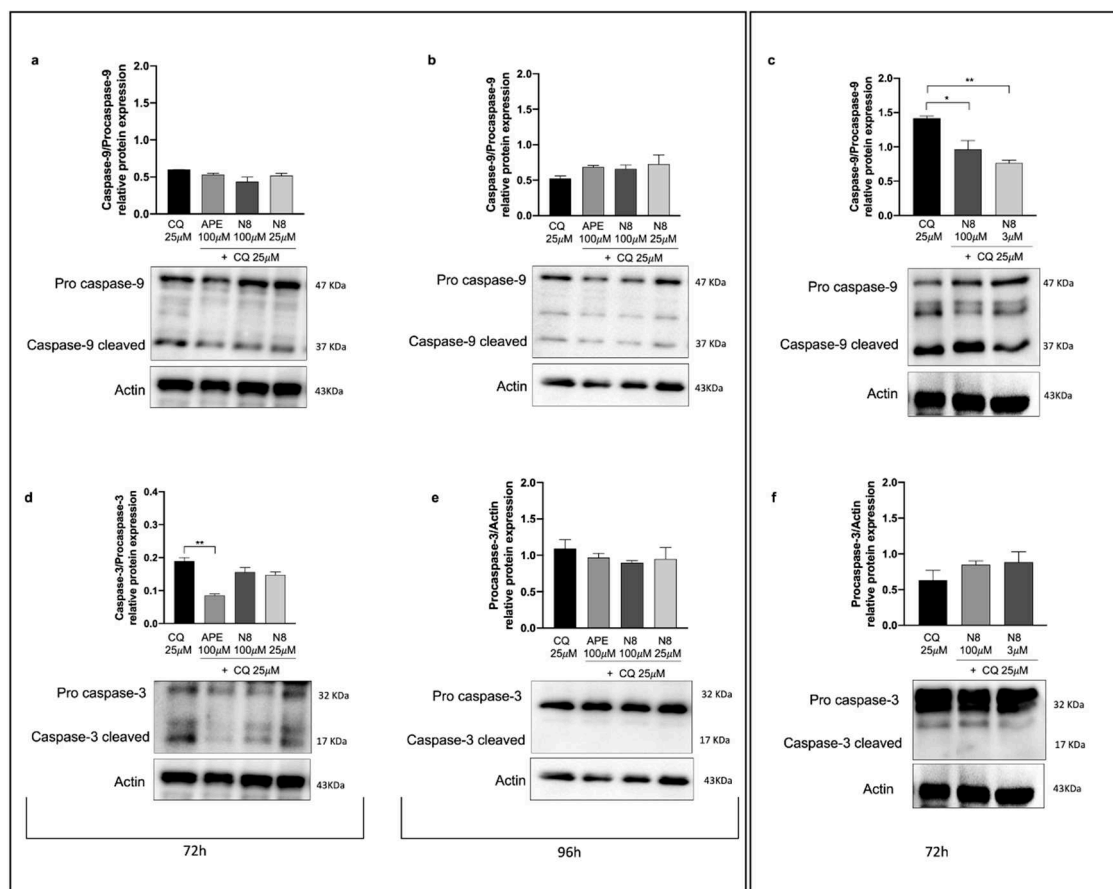 a
Caspase-9/Procaspase-9
relative protein expression
2.0
1.5
1.0
0.5
0.0
CQ APE N8 N8
25μM 100μM 100μM 25μM
+ CQ 25μM
Pro caspase-9
47 KDa
Caspase-9 cleaved
37 KDa
Actin
43KDa
b
Caspase-9/Procaspase-9
relative protein expression
2.0
1.5
1.0
0.5
0.0
CQ APE N8 N8
25μM 100μM 100μM 25μM
+ CQ 25μM
Pro caspase-9
47 KDa
Caspase-9 cleaved
37 KDa
Actin
43KDa
c
Caspase-9/Procaspase-9
relative protein expression
2.0
1.5
1.0
0.5
0.0
**
*
CQ N8 N8
25μM 100μM 3μM
+ CQ 25μM
Pro caspase-9
47 KDa
Caspase-9 cleaved
37 KDa
Actin
43KDa
d
Caspase-3/Procaspase-3
relative protein expression
0.4
0.3
0.2
0.1
0.0
**
CQ APE N8 N8
25μM 100μM 100μM 25μM
+ CQ 25μM
Pro caspase-3
32 KDa
Caspase-3 cleaved
17 KDa
Actin
43KDa
72h
e
Procaspase-3/Actin
relative protein expression
2.0
1.5
1.0
0.5
0.0
CQ APE N8 N8
25μM 100μM 100μM 25μM
+ CQ 25μM
Pro caspase-3
32 KDa
Caspase-3 cleaved
17 KDa
Actin
43KDa
96h
f
Procaspase-3/Actin
relative protein expression
2.0
1.5
1.0
0.5
0.0
CQ N8 N8
25μM 100μM 3μM
+ CQ 25μM
Pro caspase-3
32 KDa
Caspase-3 cleaved
17 KDa
Actin
43KDa
72h